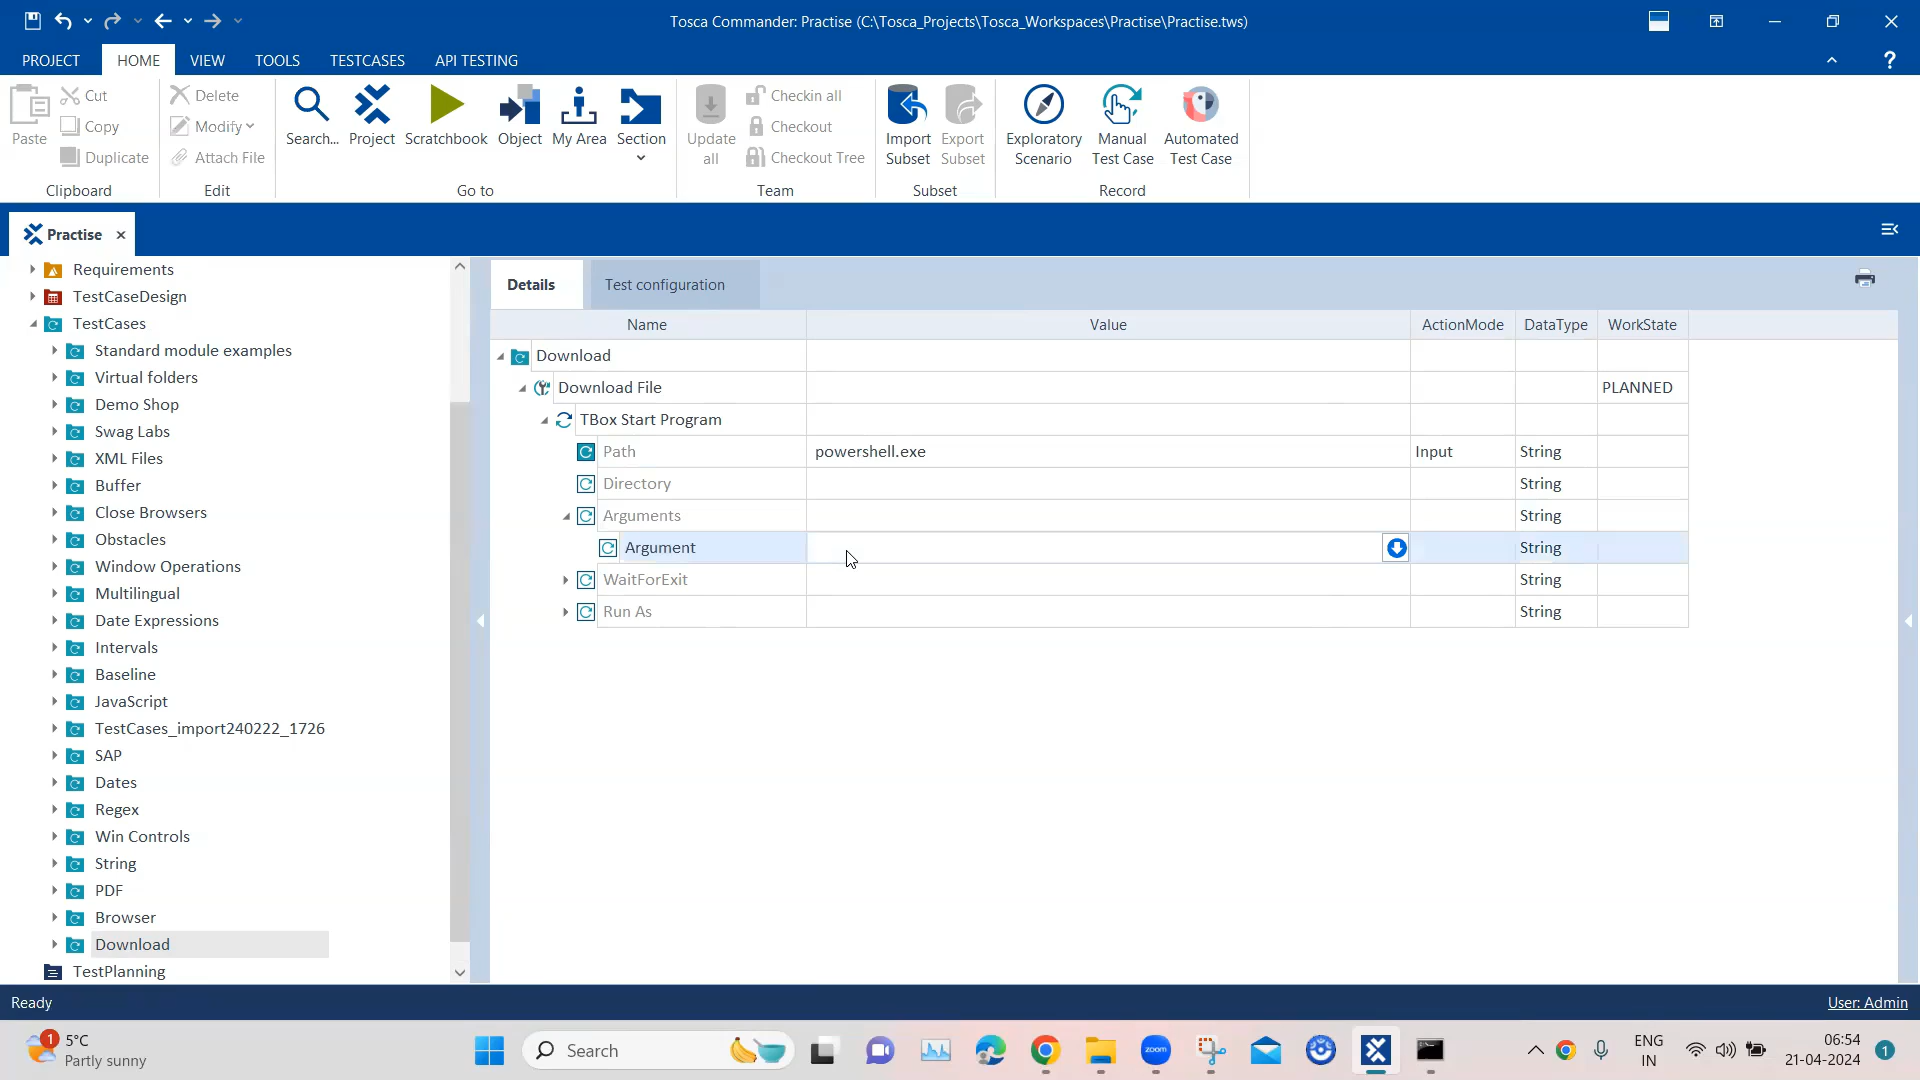 Tosca Commander: Practise (C:\Tosca_Projects\Tosca_Workspaces\Practise\Practise.tws)
PROJECT HOME VIEW TOOLS TESTCASES API TESTING
Paste
Cut
Copy
Duplicate
Clipboard
Delete
Modify
Attach File
Edit
Search... Project Scratchbook Object My Area Section
Go to
Update all
Checkin all
Checkout
Checkout Tree
Team
Import Subset
Export Subset
Subset
Exploratory Scenario
Manual Test Case
Automated Test Case
Record
Practise
Requirements
TestCaseDesign
TestCases
Standard module examples
Virtual folders
Demo Shop
Swag Labs
XML Files
Buffer
Close Browsers
Obstacles
Window Operations
Multilingual
Date Expressions
Intervals
Baseline
JavaScript
TestCases_import240222_1726
SAP
Dates
Regex
Win Controls
String
PDF
Browser
Download
TestPlanning
Details Test configuration
Name Value ActionMode DataType WorkState
Download
Download File PLANNED
TBox Start Program
Path powershell.exe Input String
Directory String
Arguments String
Argument String
WaitForExit String
Run As String
Ready User: Admin
1
5°C
Partly sunny
Search
zoom
ENG
IN
06:54
21-04-2024
1